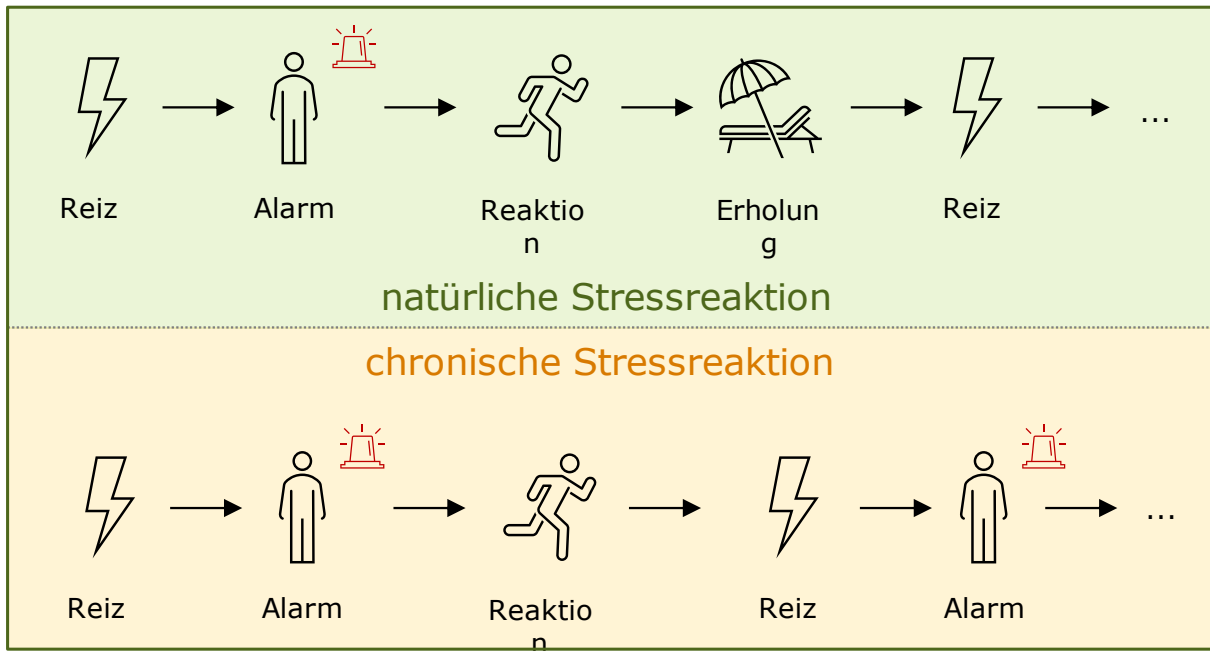 Reiz Alarm Reaktio Erholun Reiz ...
n g
natürliche Stressreaktion
chronische Stressreaktion
...
Reiz Alarm Reaktio Reiz Alarm
n